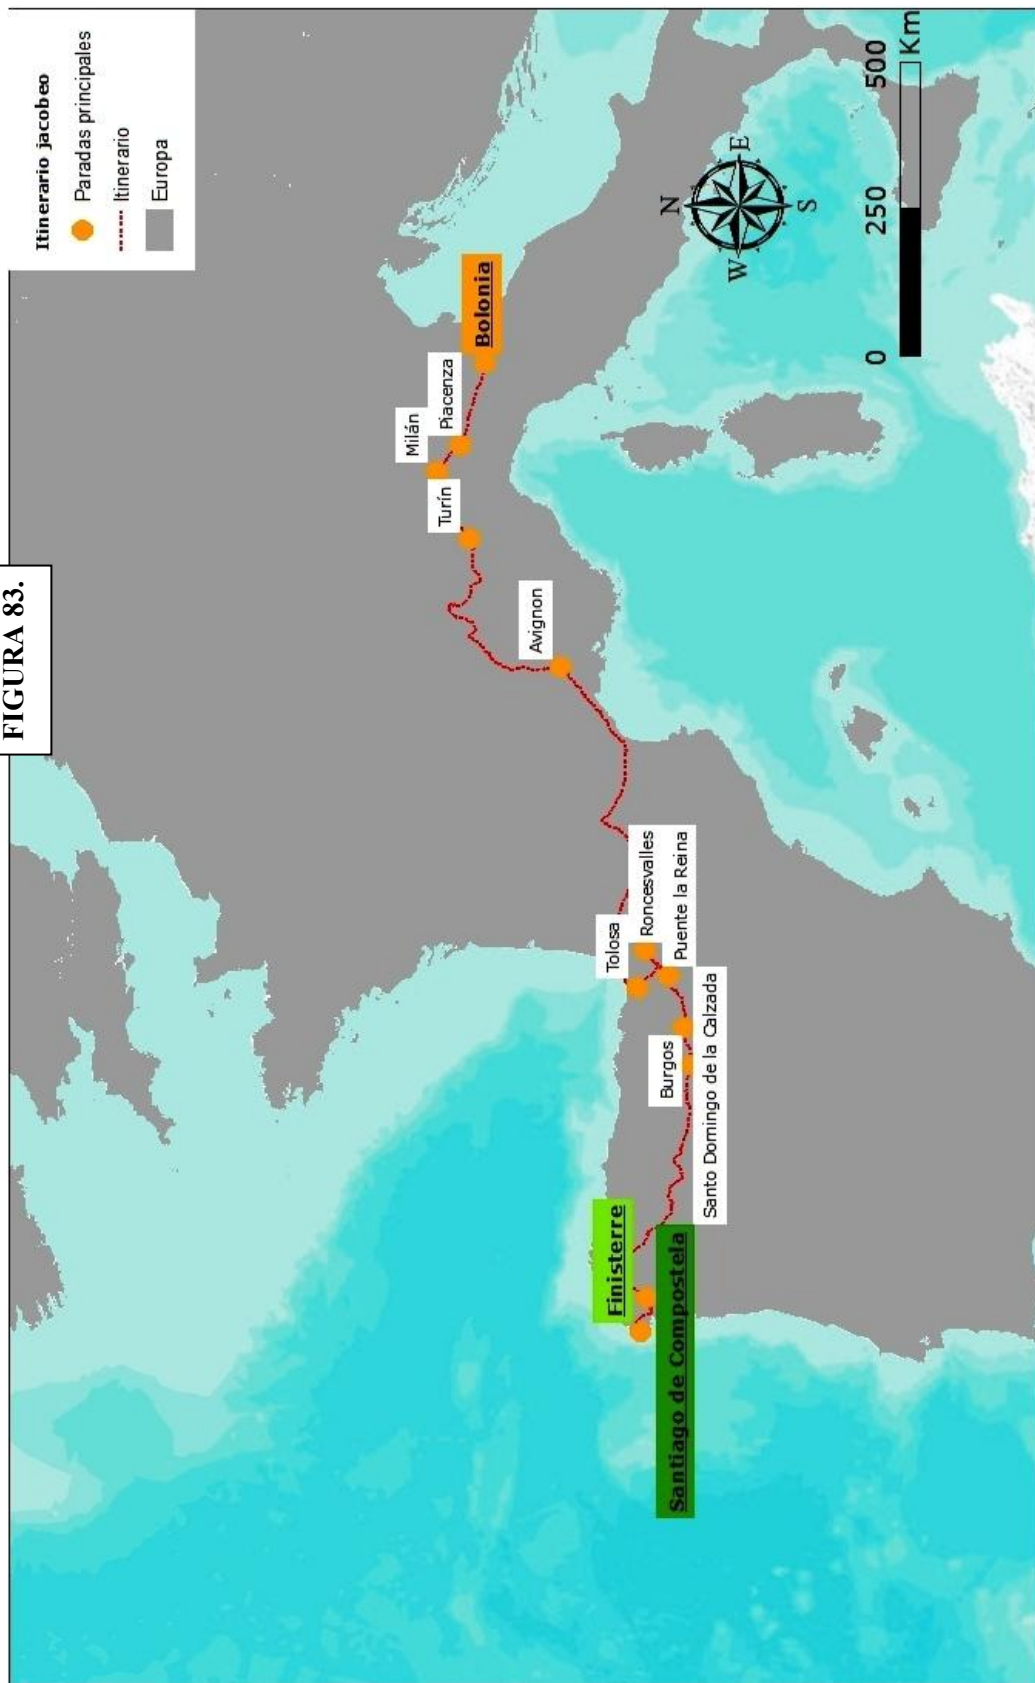 FIGURA 83.
Itinerario jacobeo
Paradas principales
Itinerario
Europa
Finisterre
Santiago de Compostela
Burgos
Santo Domingo de la Calzada
Tolosa
Roncesvalles
Puente la Reina
Avignon
Turín
Milán
Piacenza
Bolonia
N
W
E
S
0
250
500
Km